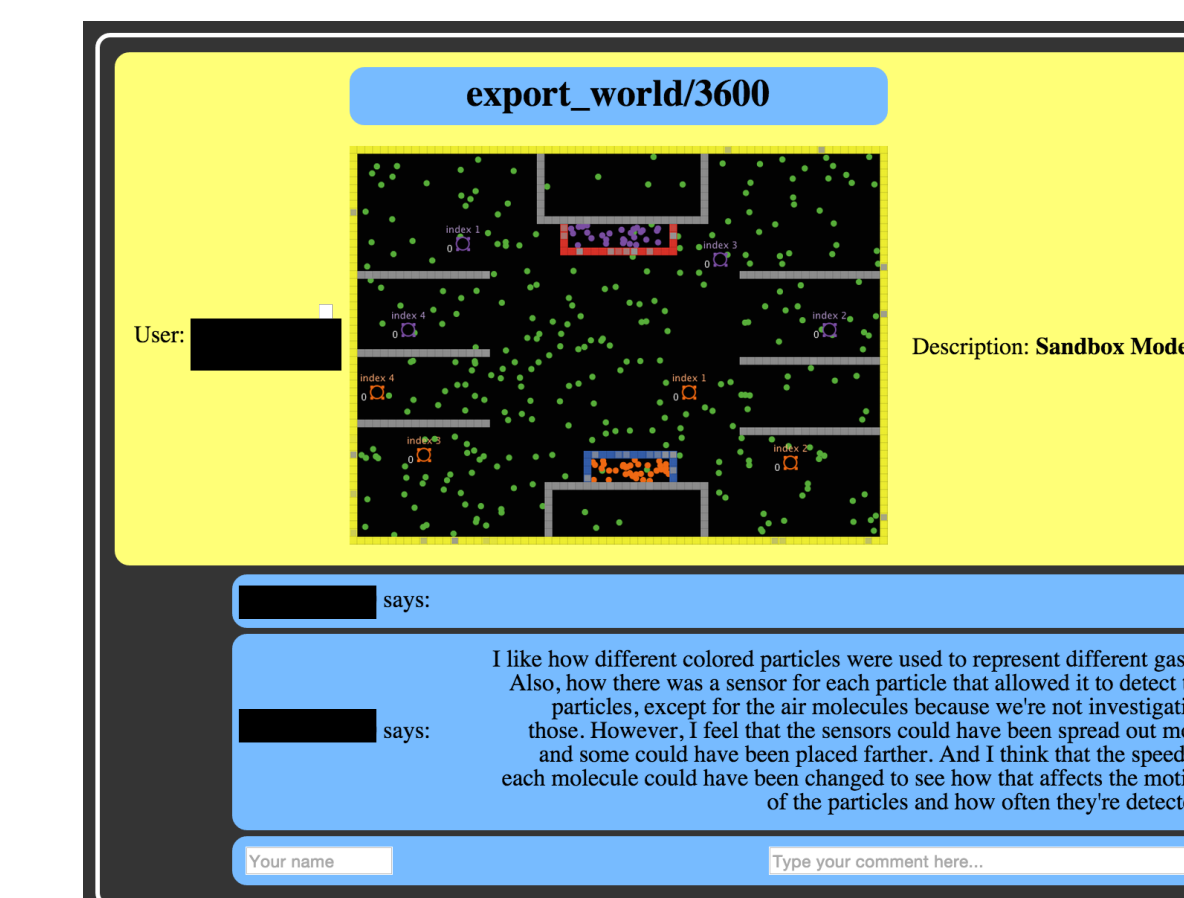 export_world/3600
index 1
0
index 3
0
index 4
0
index 2
0
index 4
0
index 1
0
index 3
0
index 2
0
User:
Description: Sandbox Mode
says:
says:
I like how different colored particles were used to represent different gas
Also, how there was a sensor for each particle that allowed it to detect
particles, except for the air molecules because we're not investigati
those. However, I feel that the sensors could have been spread out mo
and some could have been placed farther. And I think that the speed
each molecule could have been changed to see how that affects the moti
of the particles and how often they're detect
Your name
Type your comment here...